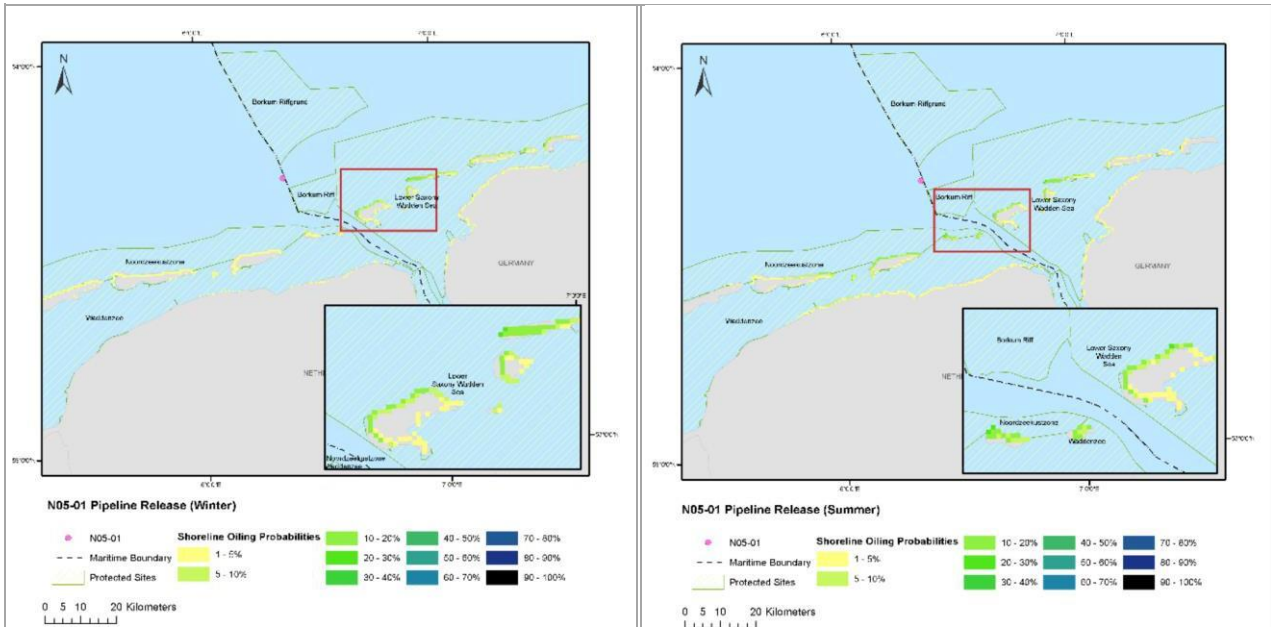 N
Borkum Riffgrund
Borkum Riff
Lower Saxony
Wadden Sea
Noordzeekustzone
Waddenzee
GERMANY
Lower
Saxony Wadden
Sea
N05-01 Pipeline Release (Winter)
N05-01
Maritime Boundary
Protected Sites
Shoreline Oiling Probabilities
1 - 5%
5 - 10%
10 - 20%
20 - 30%
30 - 40%
40 - 50%
50 - 60%
60 - 70%
70 - 80%
80 - 90%
90 - 100%
0 5 10 20 Kilometers
N
Borkum Riffgrund
Borkum Riff
Lower Saxony
Wadden Sea
Noordzeekustzone
Waddenzee
GERMANY
Borkum Riff
Lower Saxony
Wadden
Sea
Noordzeekustzone
Waddenzee
N05-01 Pipeline Release (Summer)
N05-01
Maritime Boundary
Protected Sites
Shoreline Oiling Probabilities
1 - 5%
5 - 10%
10 - 20%
20 - 30%
30 - 40%
40 - 50%
50 - 60%
60 - 70%
70 - 80%
80 - 90%
90 - 100%
0 5 10 20 Kilometers